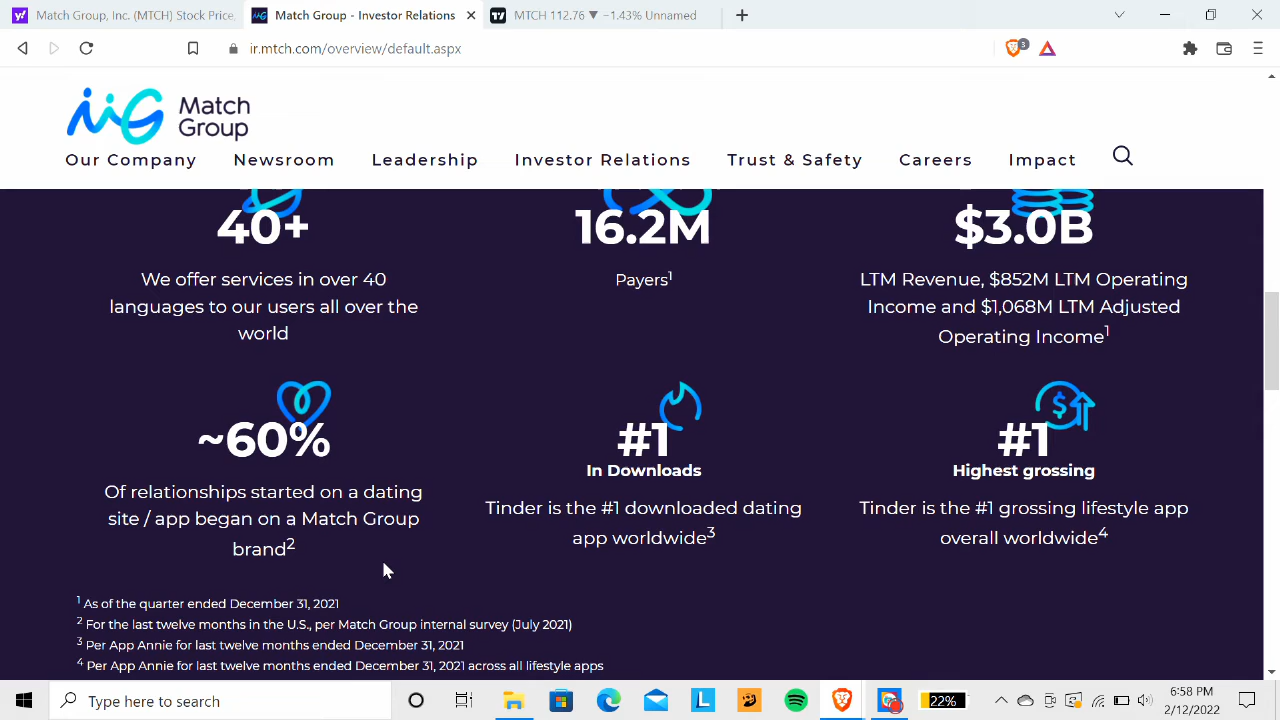 Match Group, Inc. (MTCH) Stock Price,
Match Group - Investor Relations
MTCH 112.76 ▼ −1.43% Unnamed
ir.mtch.com/overview/default.aspx
3
Match
Group
Our Company Newsroom Leadership Investor Relations Trust & Safety Careers Impact
40+
We offer services in over 40
languages to our users all over the
world
16.2M
Payers1
$3.0B
LTM Revenue, $852M LTM Operating
Income and $1,068M LTM Adjusted
Operating Income1
~60%
Of relationships started on a dating
site / app began on a Match Group
brand2
#1
In Downloads
Tinder is the #1 downloaded dating
app worldwide3
#1
Highest grossing
Tinder is the #1 grossing lifestyle app
overall worldwide4
1 As of the quarter ended December 31, 2021
2 For the last twelve months in the U.S., per Match Group internal survey (July 2021)
3 Per App Annie for last twelve months ended December 31, 2021
4 Per App Annie for last twelve months ended December 31, 2021 across all lifestyle apps
Type here to search
L
22%
6:58 PM
2/12/2022